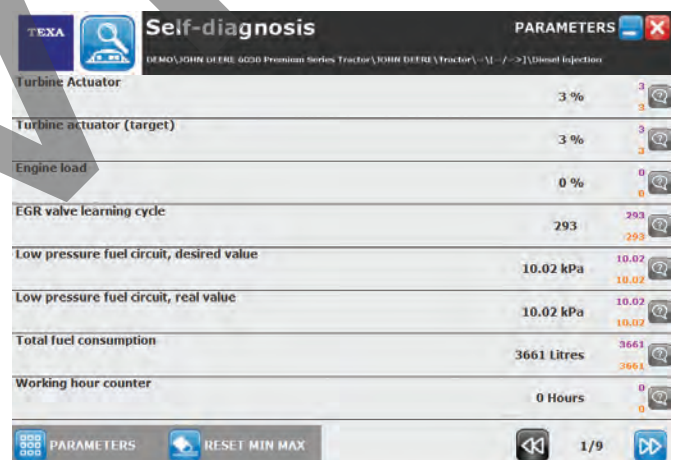 TEXA
Self-diagnosis
PARAMETERS
DEMO\JOHN DEERE 6030 Premium Series Tractor\JOHN DEERE\Tractor\--\[--/-->]\Diesel injection
Turbine Actuator
3 %
3
3
Turbine actuator (target)
3 %
3
3
Engine load
0 %
0
0
EGR valve learning cycle
293
293
293
Low pressure fuel circuit, desired value
10.02 kPa
10.02
10.02
Low pressure fuel circuit, real value
10.02 kPa
10.02
10.02
Total fuel consumption
3661 Litres
3661
3661
Working hour counter
0 Hours
0
0
PARAMETERS
RESET MIN MAX
1/9